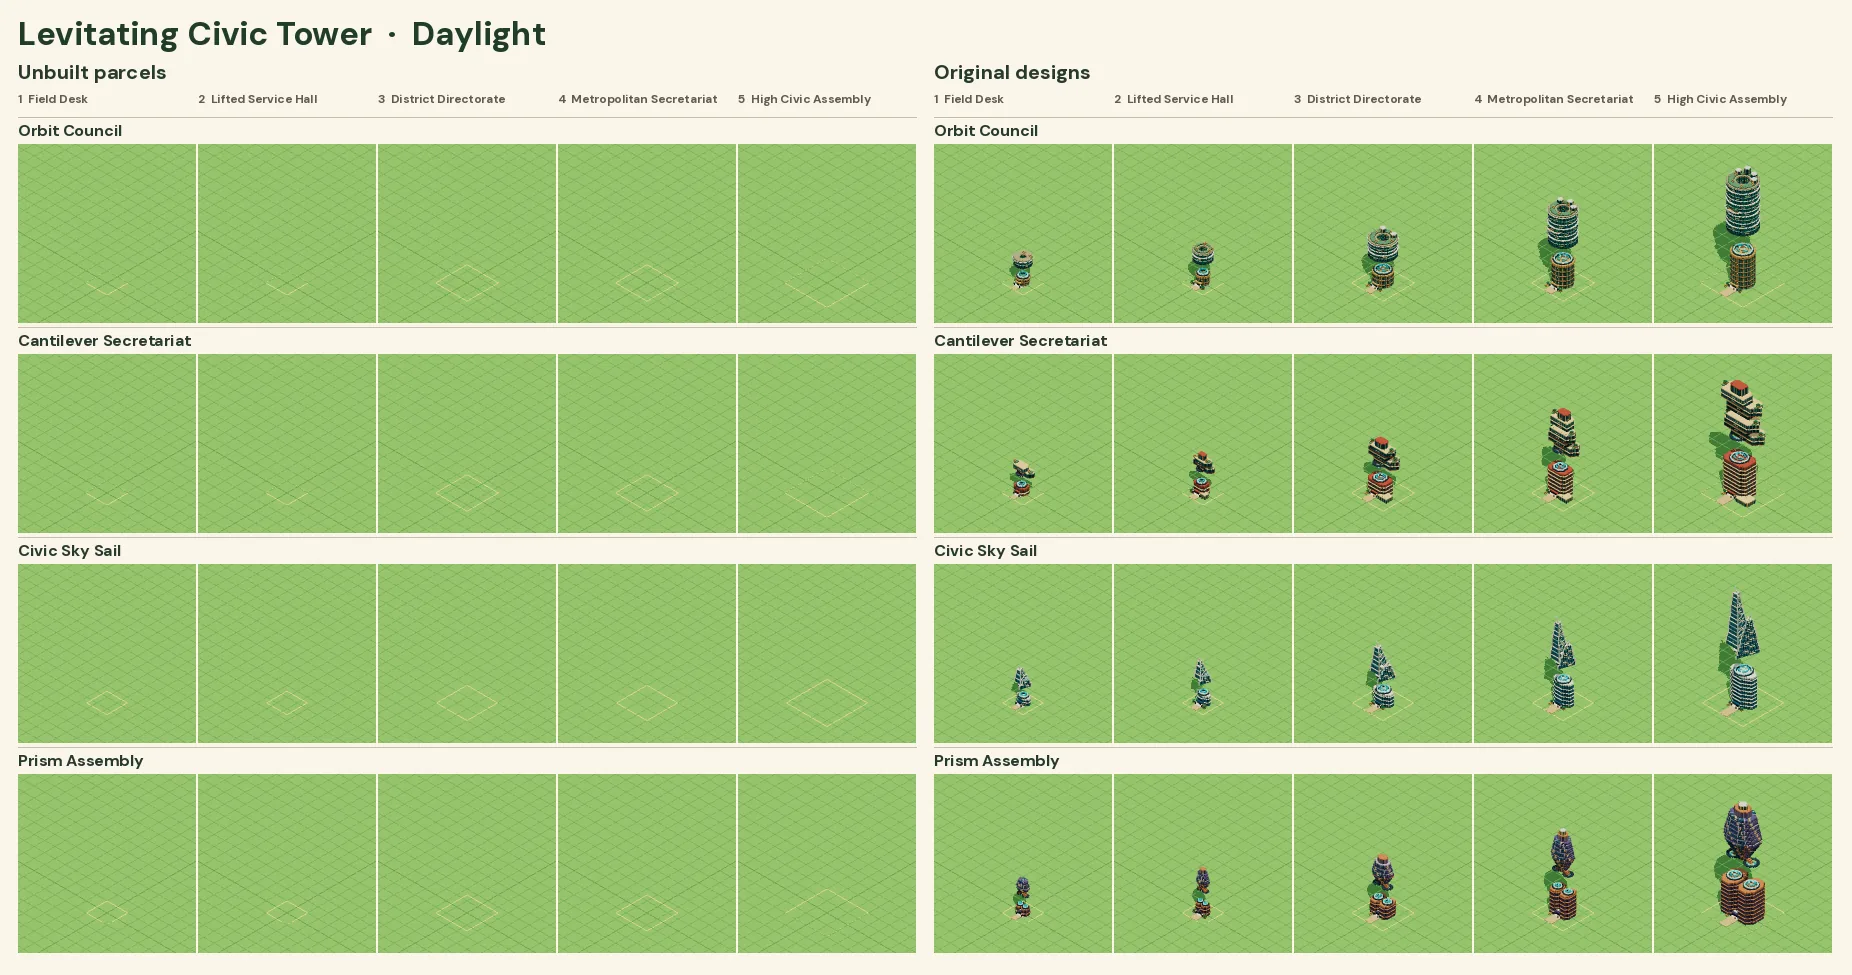 Levitating Civic Tower · Daylight
Unbuilt parcels
1 Field Desk
2 Lifted Service Hall
3 District Directorate
4 Metropolitan Secretariat
5 High Civic Assembly
Orbit Council
Cantilever Secretariat
Civic Sky Sail
Prism Assembly
Original designs
1 Field Desk
2 Lifted Service Hall
3 District Directorate
4 Metropolitan Secretariat
5 High Civic Assembly
Orbit Council
Cantilever Secretariat
Civic Sky Sail
Prism Assembly